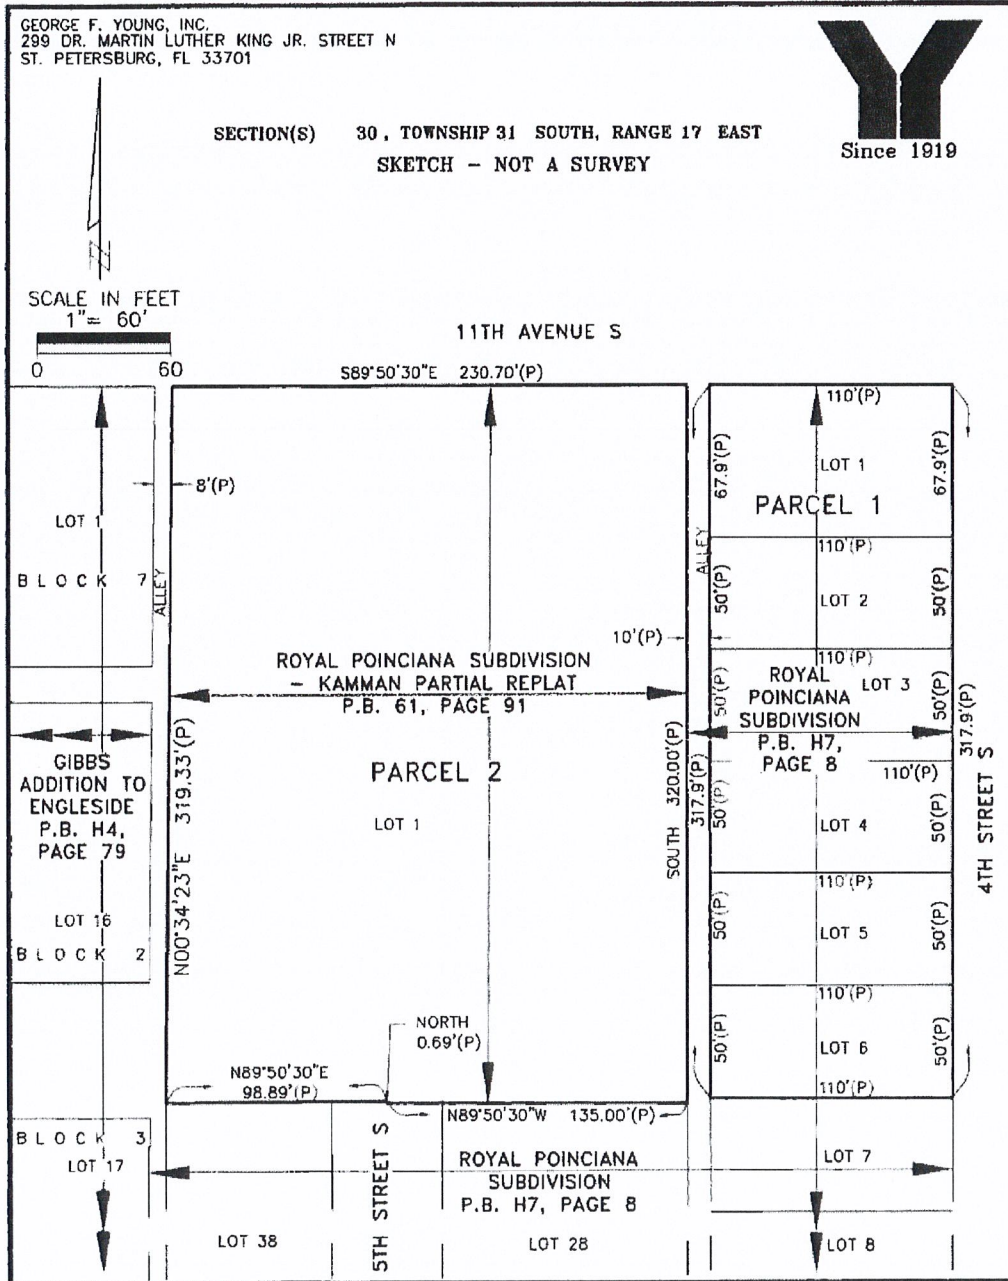 GEORGE F. YOUNG, INC.
299 DR. MARTIN LUTHER KING JR. STREET N
ST. PETERSBURG, FL 33701
Since 1919
SECTION(S) 30, TOWNSHIP 31 SOUTH, RANGE 17 EAST
SKETCH - NOT A SURVEY
N
SCALE IN FEET
1"= 60'
0 60
11TH AVENUE S
S89°50'30"E 230.70'(P)
8'(P)
LOT 1
BLOCK 7
ALLEY
GIBBS
ADDITION TO
ENGLESIDE
P.B. H4,
PAGE 79
LOT 16
BLOCK 2
BLOCK 3
LOT 17
N00°34'23"E 319.33'(P)
ROYAL POINCIANA SUBDIVISION
- KAMMAN PARTIAL REPLAT
P.B. 61, PAGE 91
PARCEL 2
LOT 1
NORTH
0.69'(P)
N89°50'30"E
98.89'(P)
N89°50'30"W 135.00'(P)
SOUTH 320.00'(P)
317.9'(P)
10'(P)
ALLEY
110'(P)
67.9'(P)
LOT 1
67.9'(P)
PARCEL 1
110'(P)
50'(P)
LOT 2
50'(P)
110'(P)
50'(P)
LOT 3
50'(P)
ROYAL
POINCIANA
SUBDIVISION
P.B. H7,
PAGE 8
317.9'(P)
110'(P)
50'(P)
LOT 4
50'(P)
110'(P)
50'(P)
LOT 5
50'(P)
110'(P)
50'(P)
LOT 6
50'(P)
110'(P)
4TH STREET S
5TH STREET S
ROYAL POINCIANA
SUBDIVISION
P.B. H7, PAGE 8
LOT 7
LOT 38
LOT 28
LOT 8